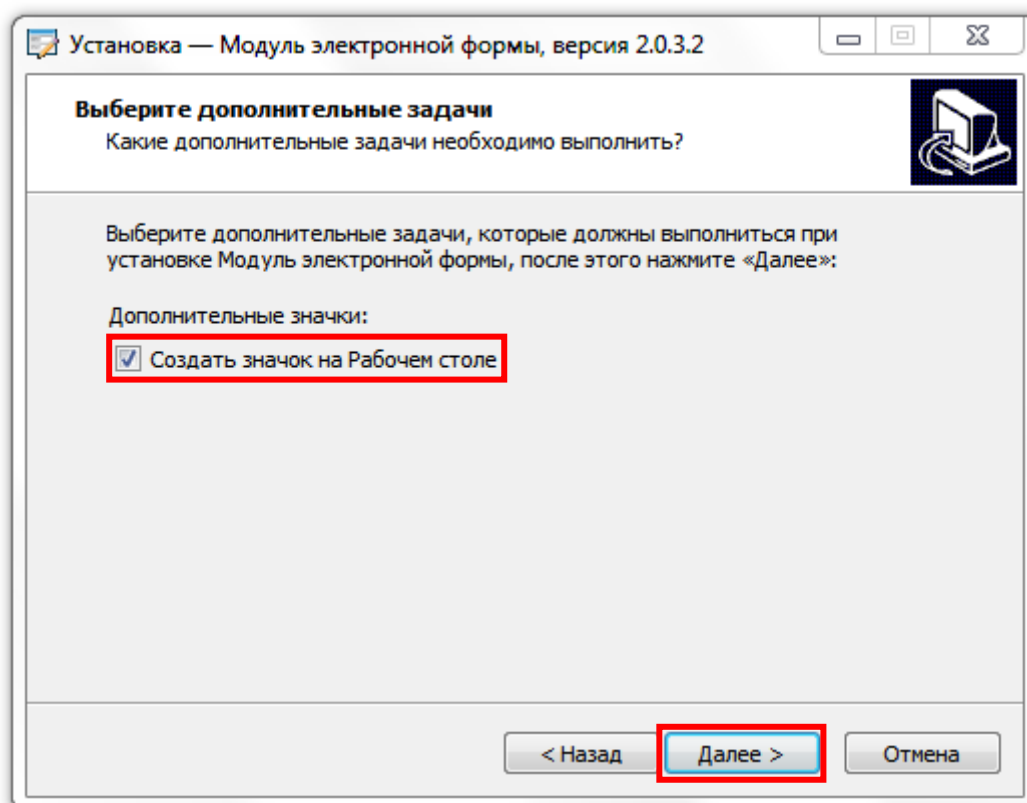 Установка — Модуль электронной формы, версия 2.0.3.2
Выберите дополнительные задачи
Какие дополнительные задачи необходимо выполнить?
Выберите дополнительные задачи, которые должны выполниться при
установке Модуль электронной формы, после этого нажмите «Далее»:
Дополнительные значки:
Создать значок на Рабочем столе
< Назад
Далее >
Отмена